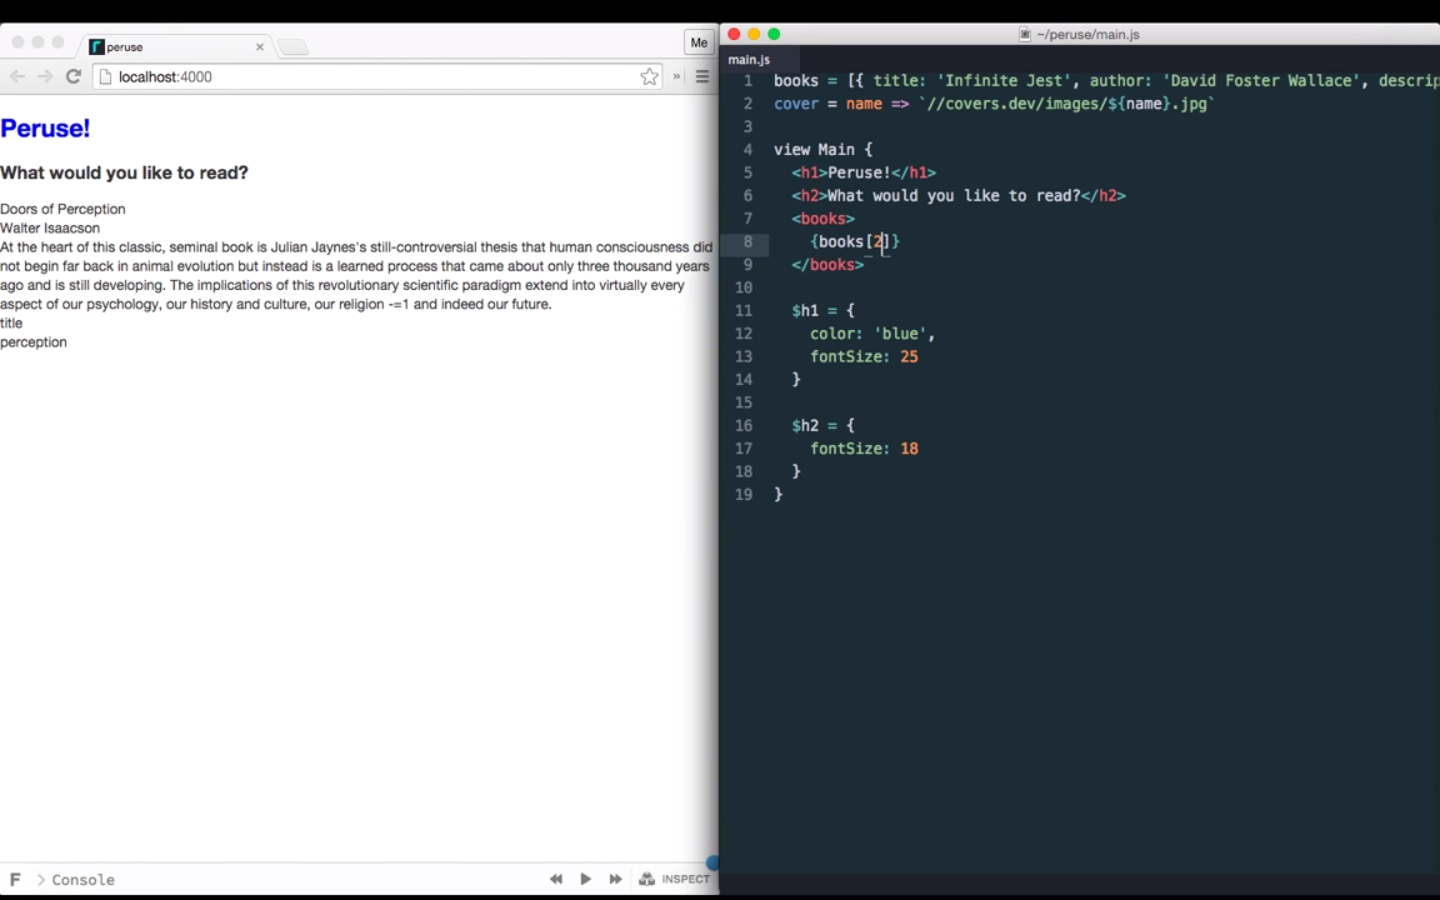 peruse
Me
localhost:4000
Peruse!
What would you like to read?
Doors of Perception
Walter Isaacson
At the heart of this classic, seminal book is Julian Jaynes's still-controversial thesis that human consciousness did
not begin far back in animal evolution but instead is a learned process that came about only three thousand years
ago and is still developing. The implications of this revolutionary scientific paradigm extend into virtually every
aspect of our psychology, our history and culture, our religion -=1 and indeed our future.
title
perception
F > Console
INSPECT
~/peruse/main.js
main.js
1 books = [{ title: 'Infinite Jest', author: 'David Foster Wallace', descrip
2 cover = name => `//covers.dev/images/${name}.jpg`
3
4 view Main {
5 <h1>Peruse!</h1>
6 <h2>What would you like to read?</h2>
7 <books>
8 {books[2]}
9 </books>
10
11 $h1 = {
12 color: 'blue',
13 fontSize: 25
14 }
15
16 $h2 = {
17 fontSize: 18
18 }
19 }